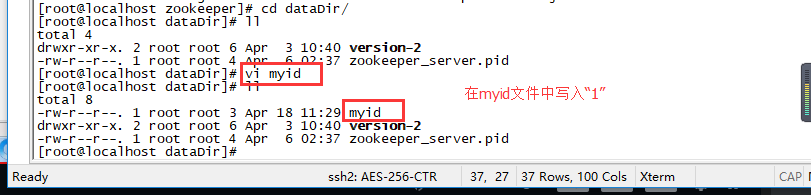 [root@localhost zookeeper]# cd dataDir/
[root@localhost dataDir]# ll
total 4
drwxr-xr-x. 2 root root 6 Apr  3 10:40 version-2
-rw-r--r--. 1 root root 4 Apr  6 02:37 zookeeper_server.pid
[root@localhost dataDir]# vi myid
[root@localhost dataDir]# ll
total 8
-rw-r--r--. 1 root root 3 Apr 18 11:29 myid
drwxr-xr-x. 2 root root 6 Apr  3 10:40 version-2
-rw-r--r--. 1 root root 4 Apr  6 02:37 zookeeper_server.pid
[root@localhost dataDir]#
在myid文件中写入“1”
Ready ssh2: AES-256-CTR 37, 27 37 Rows, 100 Cols Xterm CAP